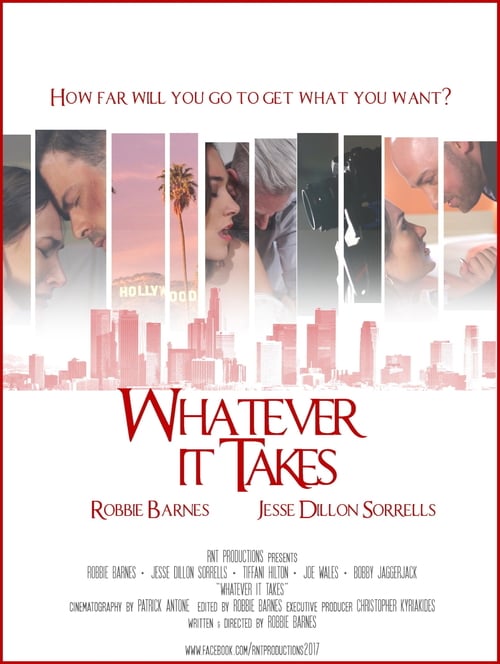 How far will you go to get what you want?
HOLLYWOOD
Whatever
it Takes
Robbie Barnes Jesse Dillon Sorrells
RNT PRODUCTIONS PRESENTS
ROBBIE BARNES • JESSE DILLON SORRELLS • TIFFANI HILTON • JOE WALES • BOBBY JAGGERJACK
"WHATEVER IT TAKES"
CINEMATOGRAPHY BY PATRICK ANTONE EDITED BY ROBBIE BARNES EXECUTIVE PRODUCER CHRISTOPHER KYRIAKIDES
WRITTEN & DIRECTED BY ROBBIE BARNES
WWW.FACEBOOK.COM/RNTPRODUCTIONS2017